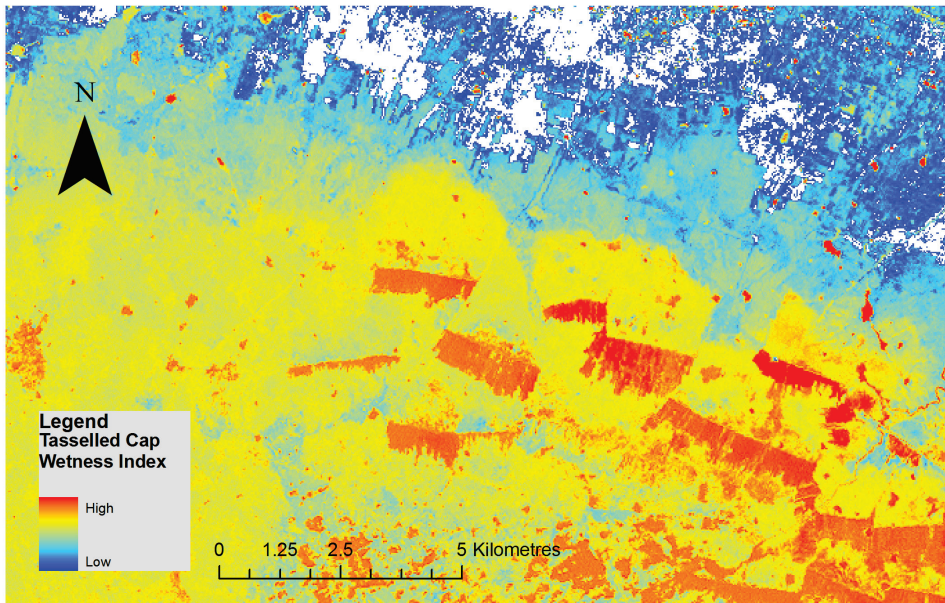 N
Legend
Tasselled Cap
Wetness Index
High
Low
0 1.25 2.5 5 Kilometres